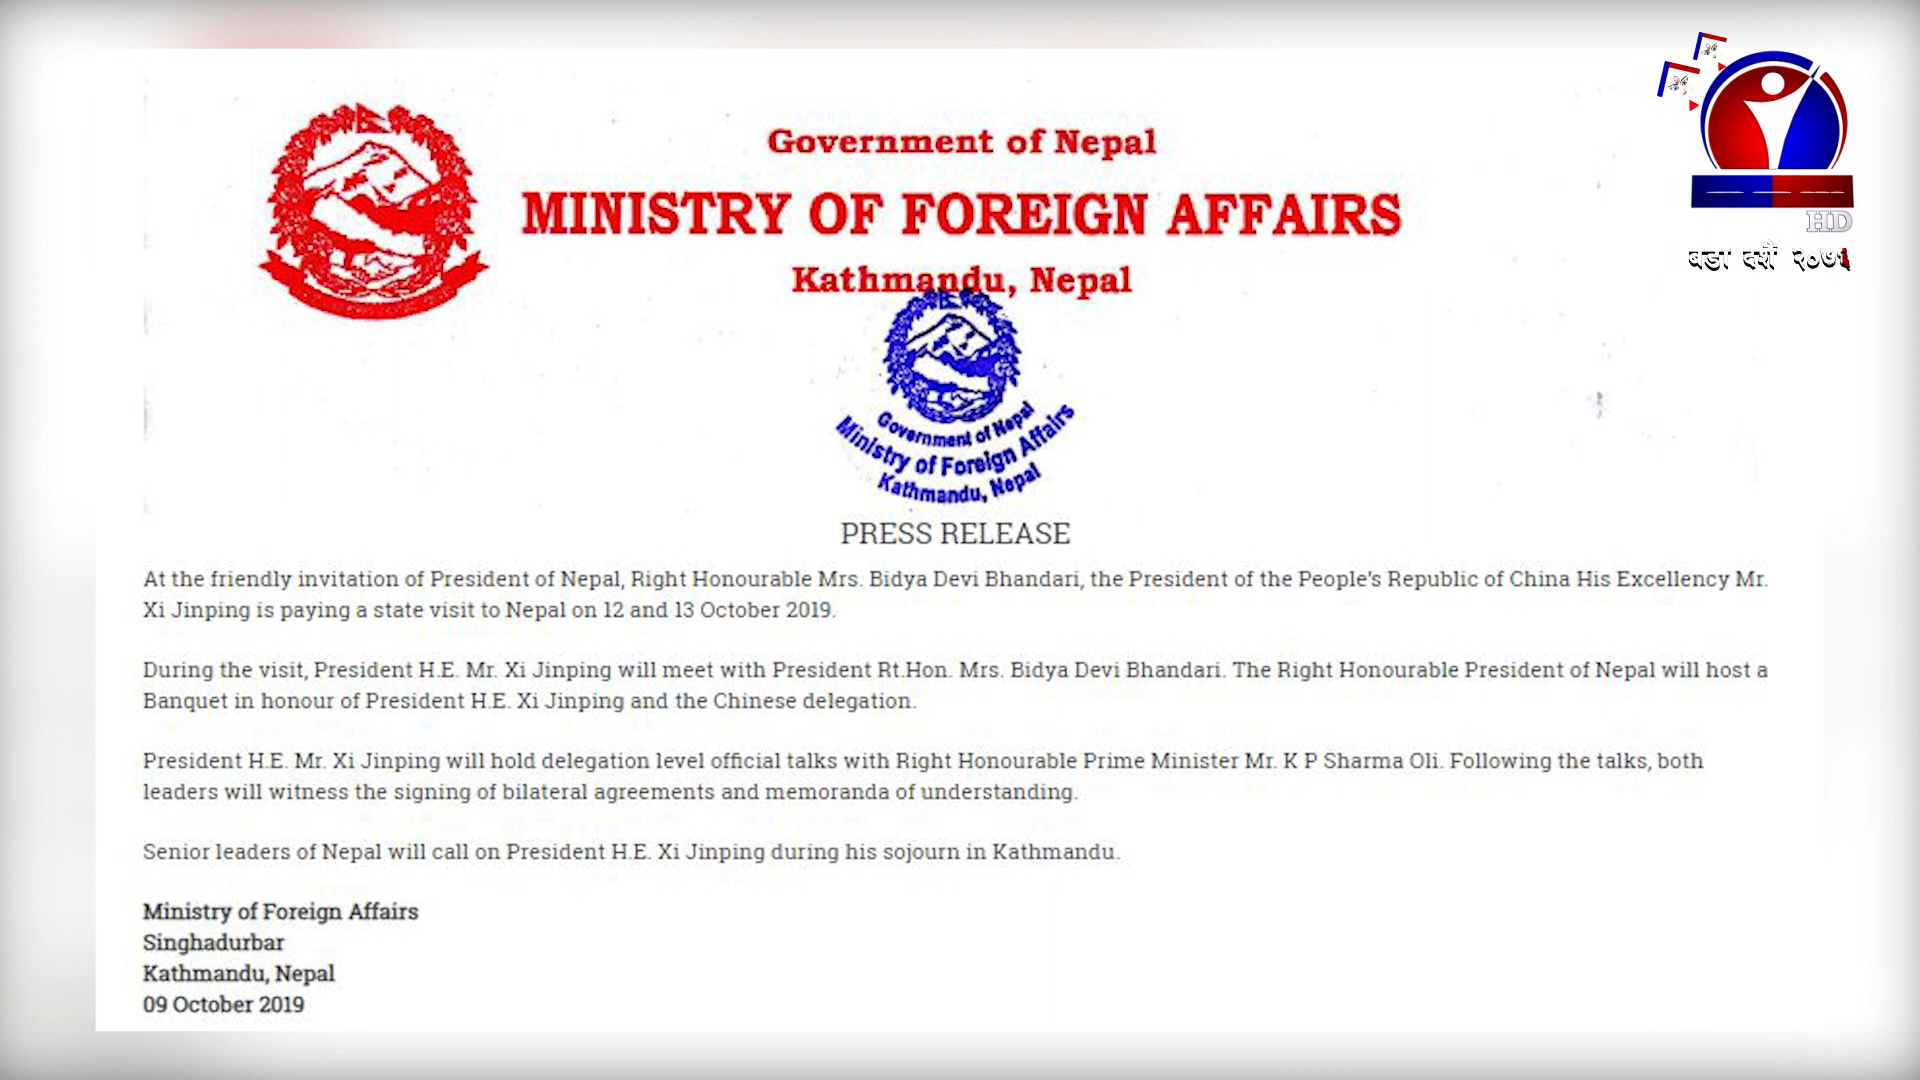 Government of Nepal
MINISTRY OF FOREIGN AFFAIRS
Kathmandu, Nepal
Government of Nepal
Ministry of Foreign Affairs
Kathmandu, Nepal
HD
बडा दशैं २०७६
PRESS RELEASE
At the friendly invitation of President of Nepal, Right Honourable Mrs. Bidya Devi Bhandari, the President of the People's Republic of China His Excellency Mr.
Xi Jinping is paying a state visit to Nepal on 12 and 13 October 2019.
During the visit, President H.E. Mr. Xi Jinping will meet with President Rt.Hon. Mrs. Bidya Devi Bhandari. The Right Honourable President of Nepal will host a
Banquet in honour of President H.E. Xi Jinping and the Chinese delegation.
President H.E. Mr. Xi Jinping will hold delegation level official talks with Right Honourable Prime Minister Mr. K P Sharma Oli. Following the talks, both
leaders will witness the signing of bilateral agreements and memoranda of understanding.
Senior leaders of Nepal will call on President H.E. Xi Jinping during his sojourn in Kathmandu.
Ministry of Foreign Affairs
Singhadurbar
Kathmandu, Nepal
09 October 2019